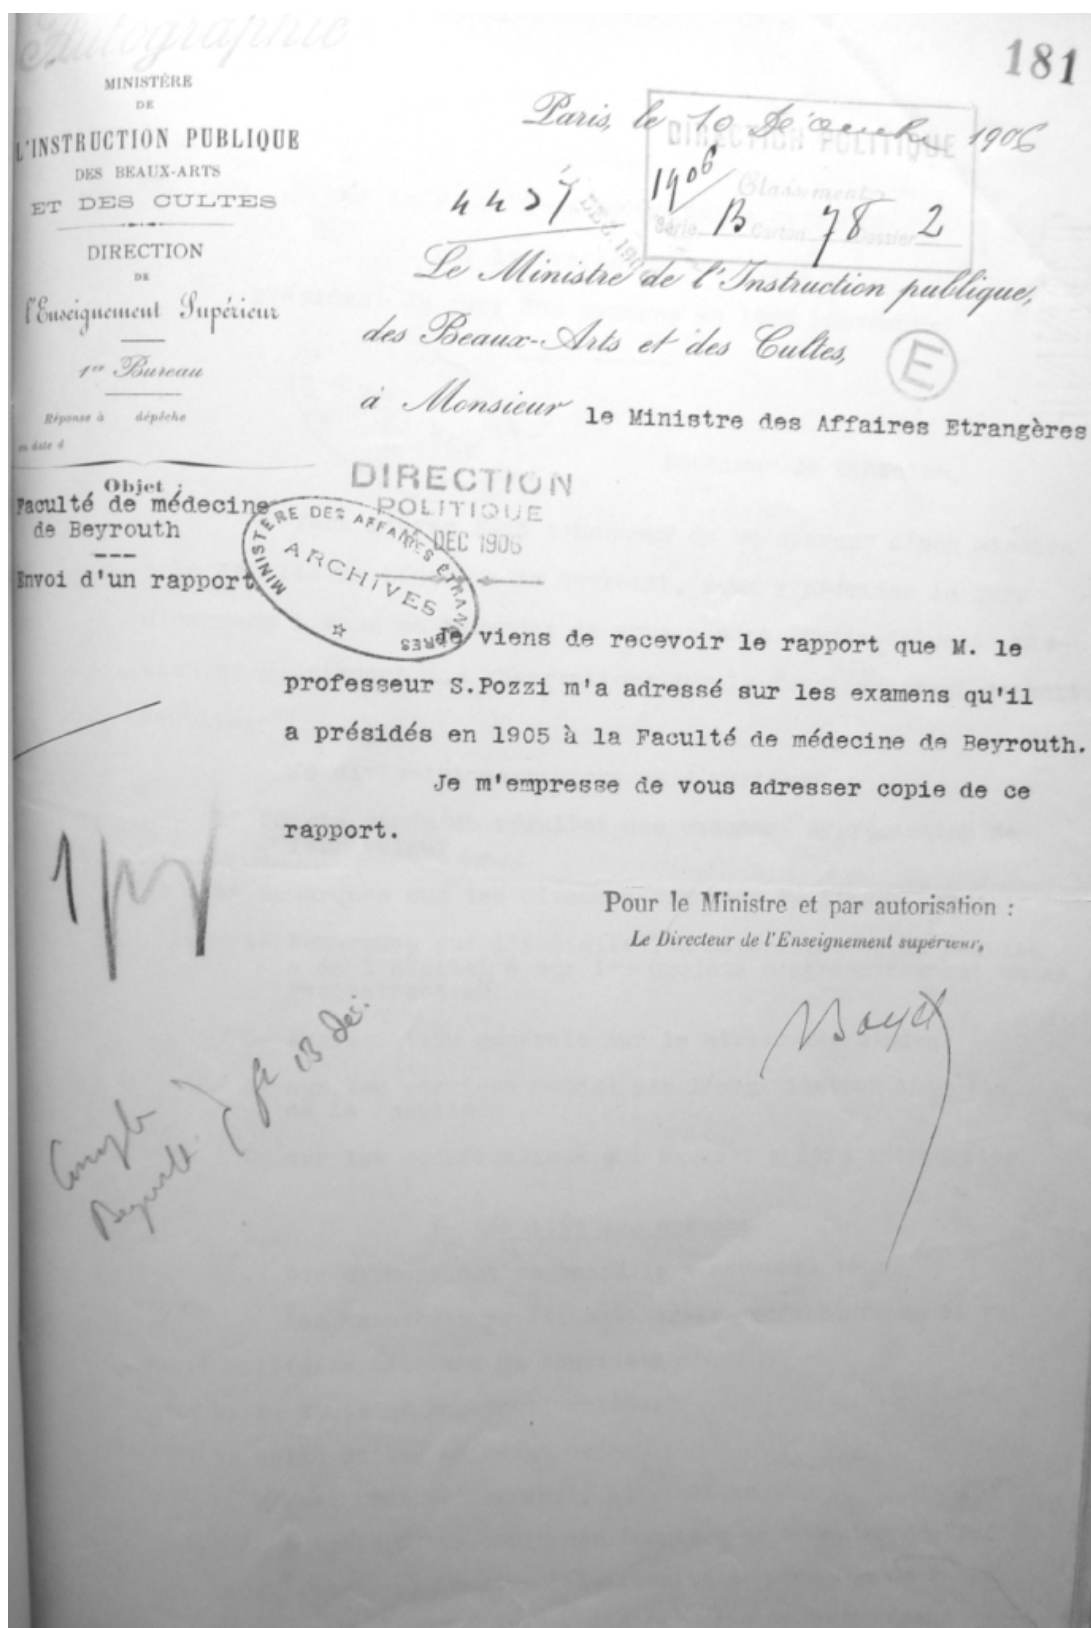 Autographie
181
MINISTÈRE
DE
L'INSTRUCTION PUBLIQUE
DES BEAUX-ARTS
ET DES CULTES
DIRECTION
DE
l'Enseignement Supérieur
1er Bureau
Réponse à dépêche
en date d
Objet :
Faculté de médecine
de Beyrouth
Envoi d'un rapport
Paris, le 10 Décembre 1906
DIRECTION POLITIQUE
1906
Classement
Série B Carton 78 Dossier 2
Le Ministre de l'Instruction publique,
des Beaux-Arts et des Cultes,
E
à Monsieur le Ministre des Affaires Etrangères
DIRECTION
POLITIQUE
DEC 1906
MINISTÈRE DES AFFAIRES ÉTRANGÈRES
ARCHIVES
Je viens de recevoir le rapport que M. le
professeur S.Pozzi m'a adressé sur les examens qu'il
a présidés en 1905 à la Faculté de médecine de Beyrouth.
Je m'empresse de vous adresser copie de ce
rapport.
Pour le Ministre et par autorisation :
Le Directeur de l'Enseignement supérieur,
Bayet
13 Déc.